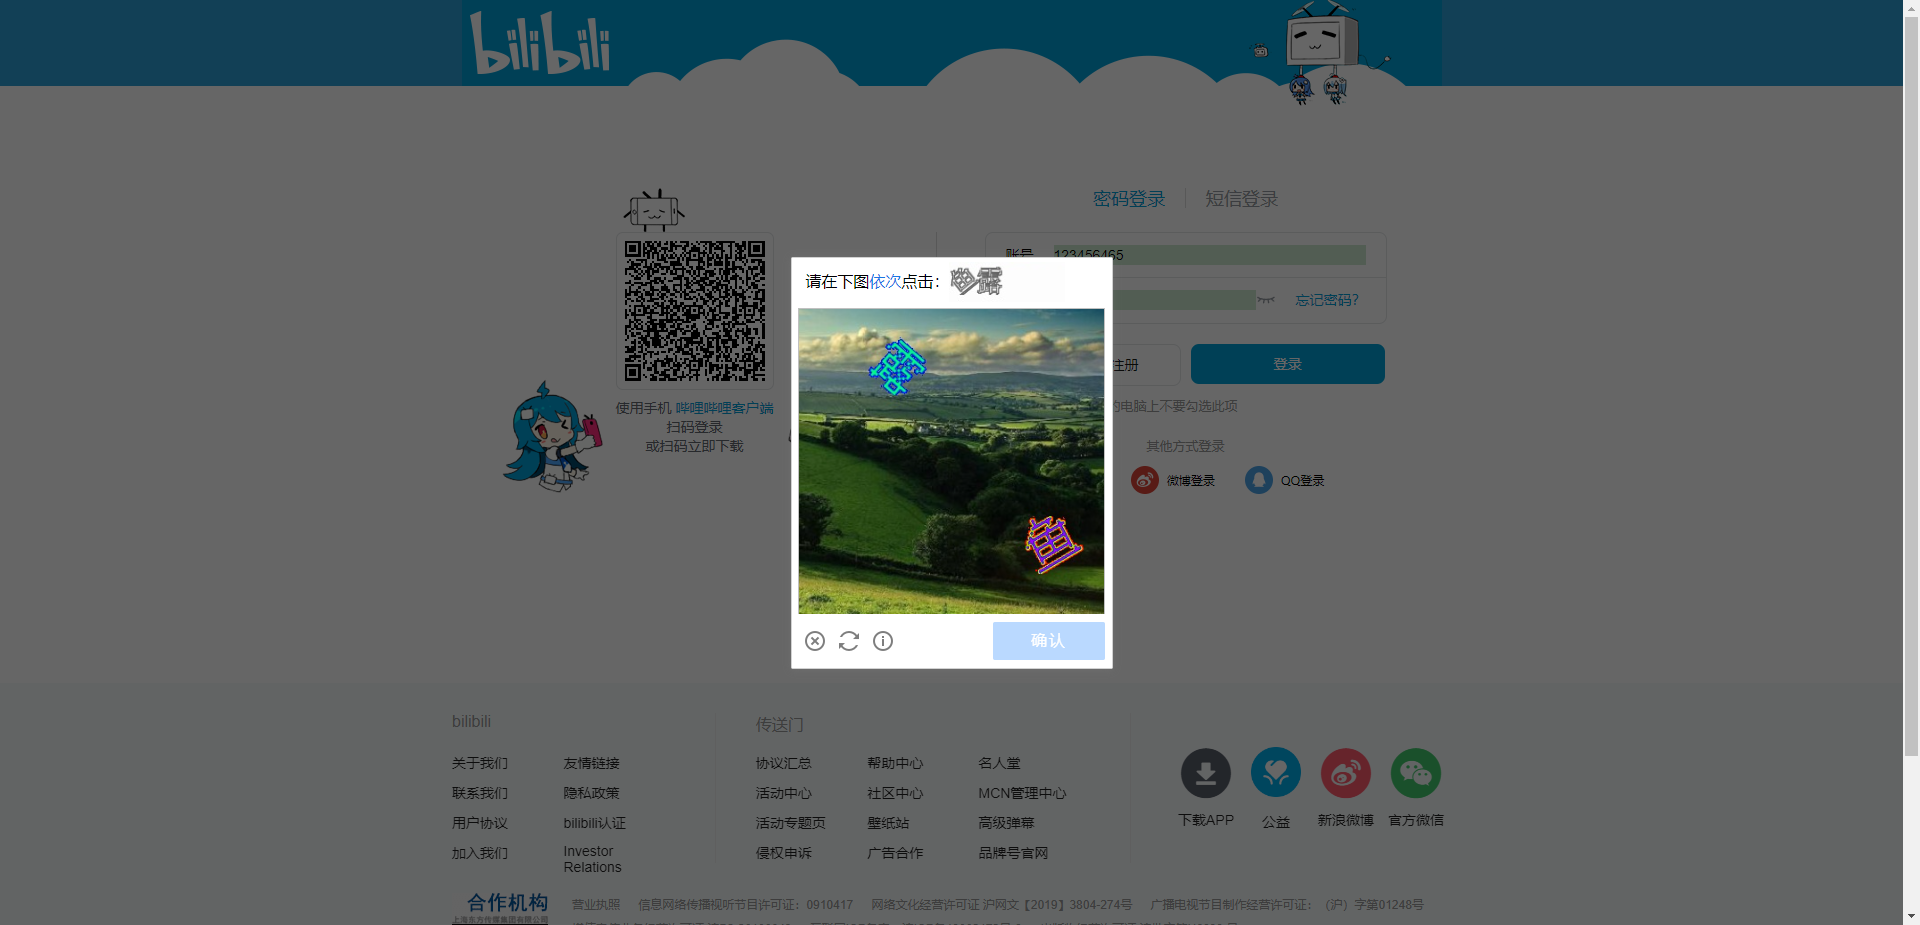 bilibili
密码登录
短信登录
账号
123456465
忘记密码?
注册
登录
的电脑上不要勾选此项
其他方式登录
微博登录
QQ登录
使用手机 哔哩哔哩客户端
扫码登录
或扫码立即下载
请在下图依次点击：
露
鱼
确认
bilibili
关于我们
友情链接
联系我们
隐私政策
用户协议
bilibili认证
加入我们
Investor
Relations
传送门
协议汇总
帮助中心
名人堂
活动中心
社区中心
MCN管理中心
活动专题页
壁纸站
高级弹幕
侵权申诉
广告合作
品牌号官网
下载APP
公益
新浪微博
官方微信
合作机构
上海东方传媒集团有限公司
营业执照
信息网络传播视听节目许可证：0910417
网络文化经营许可证 沪网文【2019】3804-274号
广播电视节目制作经营许可证：（沪）字第01248号